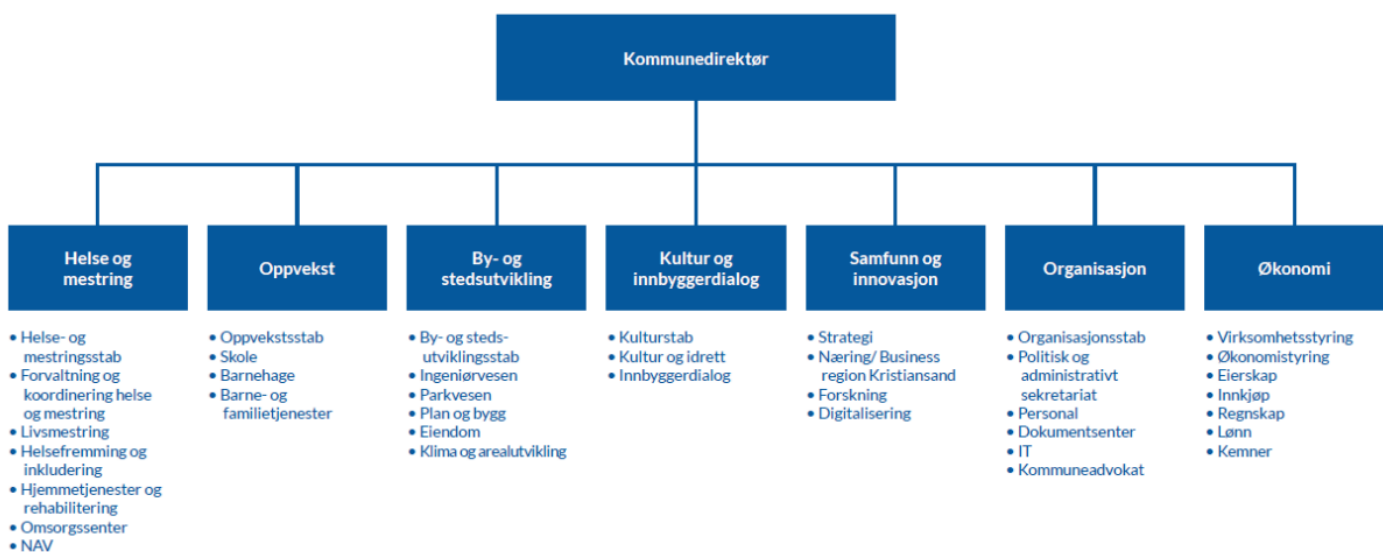 Kommunedirektør
Helse og
mestring
Oppvekst
By- og
stedsutvikling
Kultur og
innbyggerdialog
Samfunn og
innovasjon
Organisasjon
Økonomi
• Helse- og
mestringsstab
• Forvaltning og
koordinering helse
og mestring
• Livsmestring
• Helsefremming og
inkludering
• Hjemmetjenester og
rehabilitering
• Omsorgssenter
• NAV
• Oppvekststab
• Skole
• Barnehage
• Barne- og
familietjenester
• By- og steds-
utviklingsstab
• Ingeniørvesen
• Parkvesen
• Plan og bygg
• Eiendom
• Klima og arealutvikling
• Kulturstab
• Kultur og idrett
• Innbyggerdialog
• Strategi
• Næring/ Business
region Kristiansand
• Forskning
• Digitalisering
• Organisasjonsstab
• Politisk og
administrativt
sekretariat
• Personal
• Dokumentsenter
• IT
• Kommuneadvokat
• Virksomhetsstyring
• Økonomistyring
• Eierskap
• Innkjøp
• Regnskap
• Lønn
• Kemner